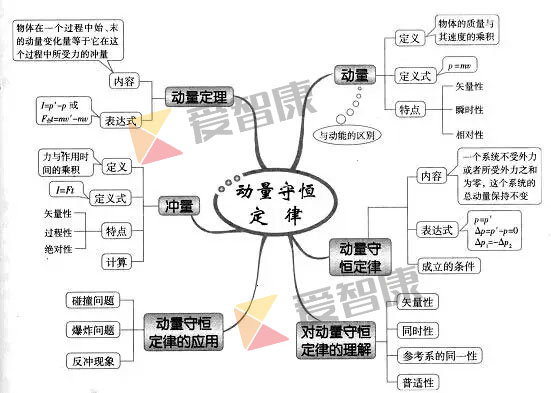 物体在一个过程中始、末
的动量变化量等于它在这
个过程中所受力的冲量
内容
I=p'-p 或
F合t=mv'-mv
表达式
动量定理
动量
定义
物体的质量与
其速度的乘积
定义式
p=mv
特点
矢量性
瞬时性
相对性
与动能的区别
力与作用时
间的乘积
定义
I=Ft
定义式
矢量性
过程性
绝对性
特点
计算
冲量
动量守恒
定 律
动量守
恒定律
内容
一个系统不受外力
或者所受外力之和
为零，这个系统的
总动量保持不变
表达式
p=p'
Δp=p'-p=0
Δp₁=-Δp₂
成立的条件
碰撞问题
爆炸问题
反冲现象
动量守恒
定律的应用
对动量守恒
定律的理解
矢量性
同时性
参考系的同一性
普适性
爱智康
爱智康